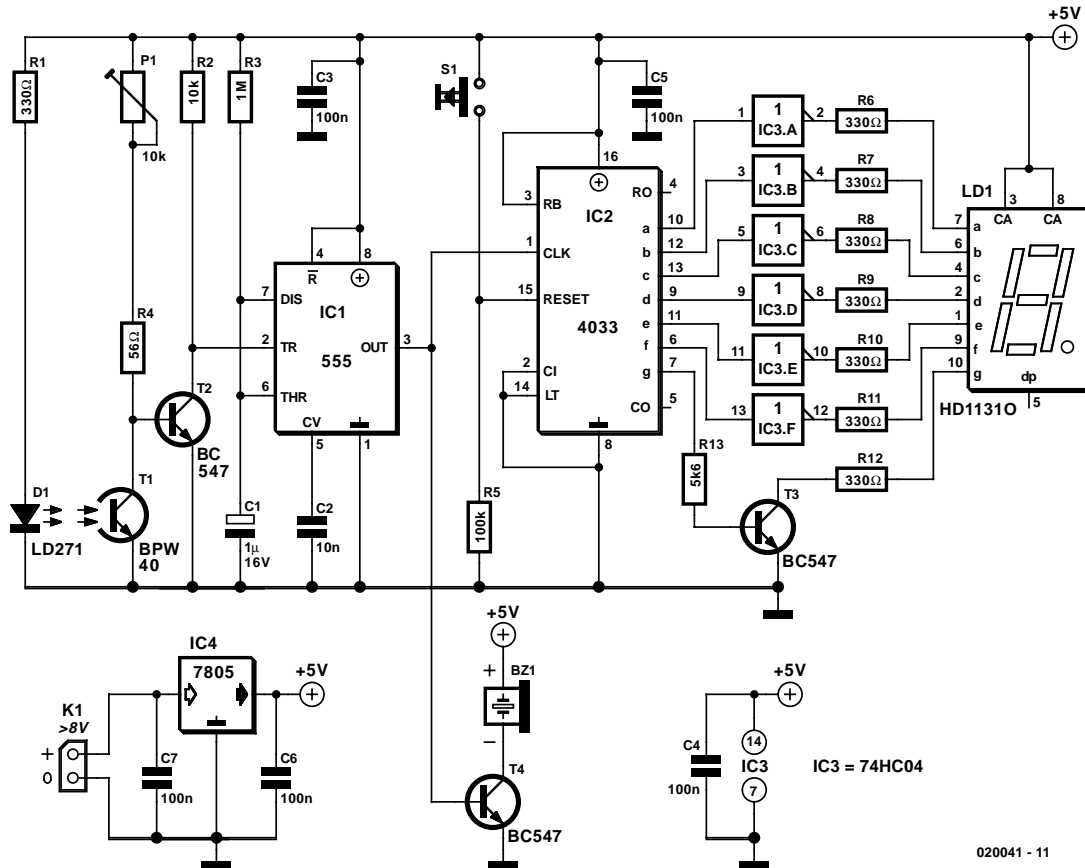 +5V
R1
330Ω
P1
10k
R2
10k
R3
1M
C3
100n
S1
C5
100n
1
1
IC3.A
2
R6
330Ω
3
1
IC3.B
4
R7
330Ω
5
1
IC3.C
6
R8
330Ω
9
1
IC3.D
8
R9
330Ω
11
1
IC3.E
10
R10
330Ω
13
1
IC3.F
12
R11
330Ω
R12
330Ω
LD1
3
8
CA
CA
7
a
6
b
4
c
2
d
1
e
9
f
10
g
dp
5
HD1131O
16
3
RB
IC2
RO
4
1
CLK
a
10
b
12
c
13
15
RESET
d
9
4033
e
11
f
6
2
CI
g
7
14
LT
CO
5
8
R13
5k6
T3
BC547
4
8
R
7
DIS
IC1
2
TR
OUT
3
555
6
THR
CV
5
1
R4
56Ω
T2
BC
547
T1
BPW
40
D1
LD271
C1
1µ
16V
C2
10n
R5
100k
IC4
7805
+5V
K1
>8V
+
0
C7
100n
C6
100n
+5V
+
BZ1
–
T4
BC547
+5V
C4
100n
14
IC3
7
IC3 = 74HC04
020041 - 11